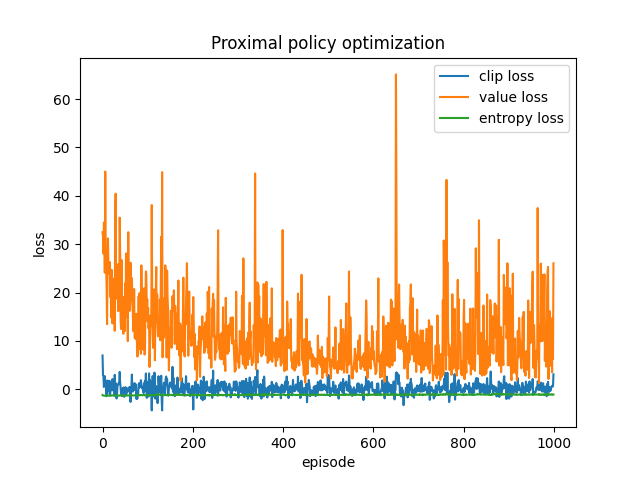 Proximal policy optimization
clip loss
value loss
entropy loss
60
50
40
30
20
10
0
loss
0 200 400 600 800 1000
episode